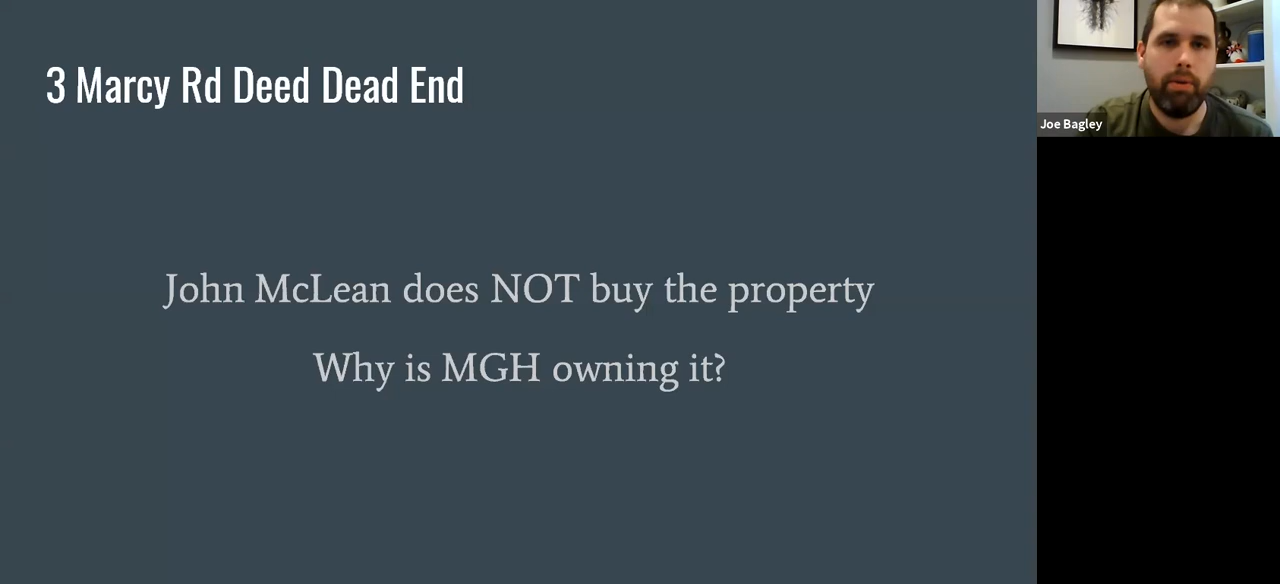 3 Marcy Rd Deed Dead End
John McLean does NOT buy the property
Why is MGH owning it?
Joe Bagley